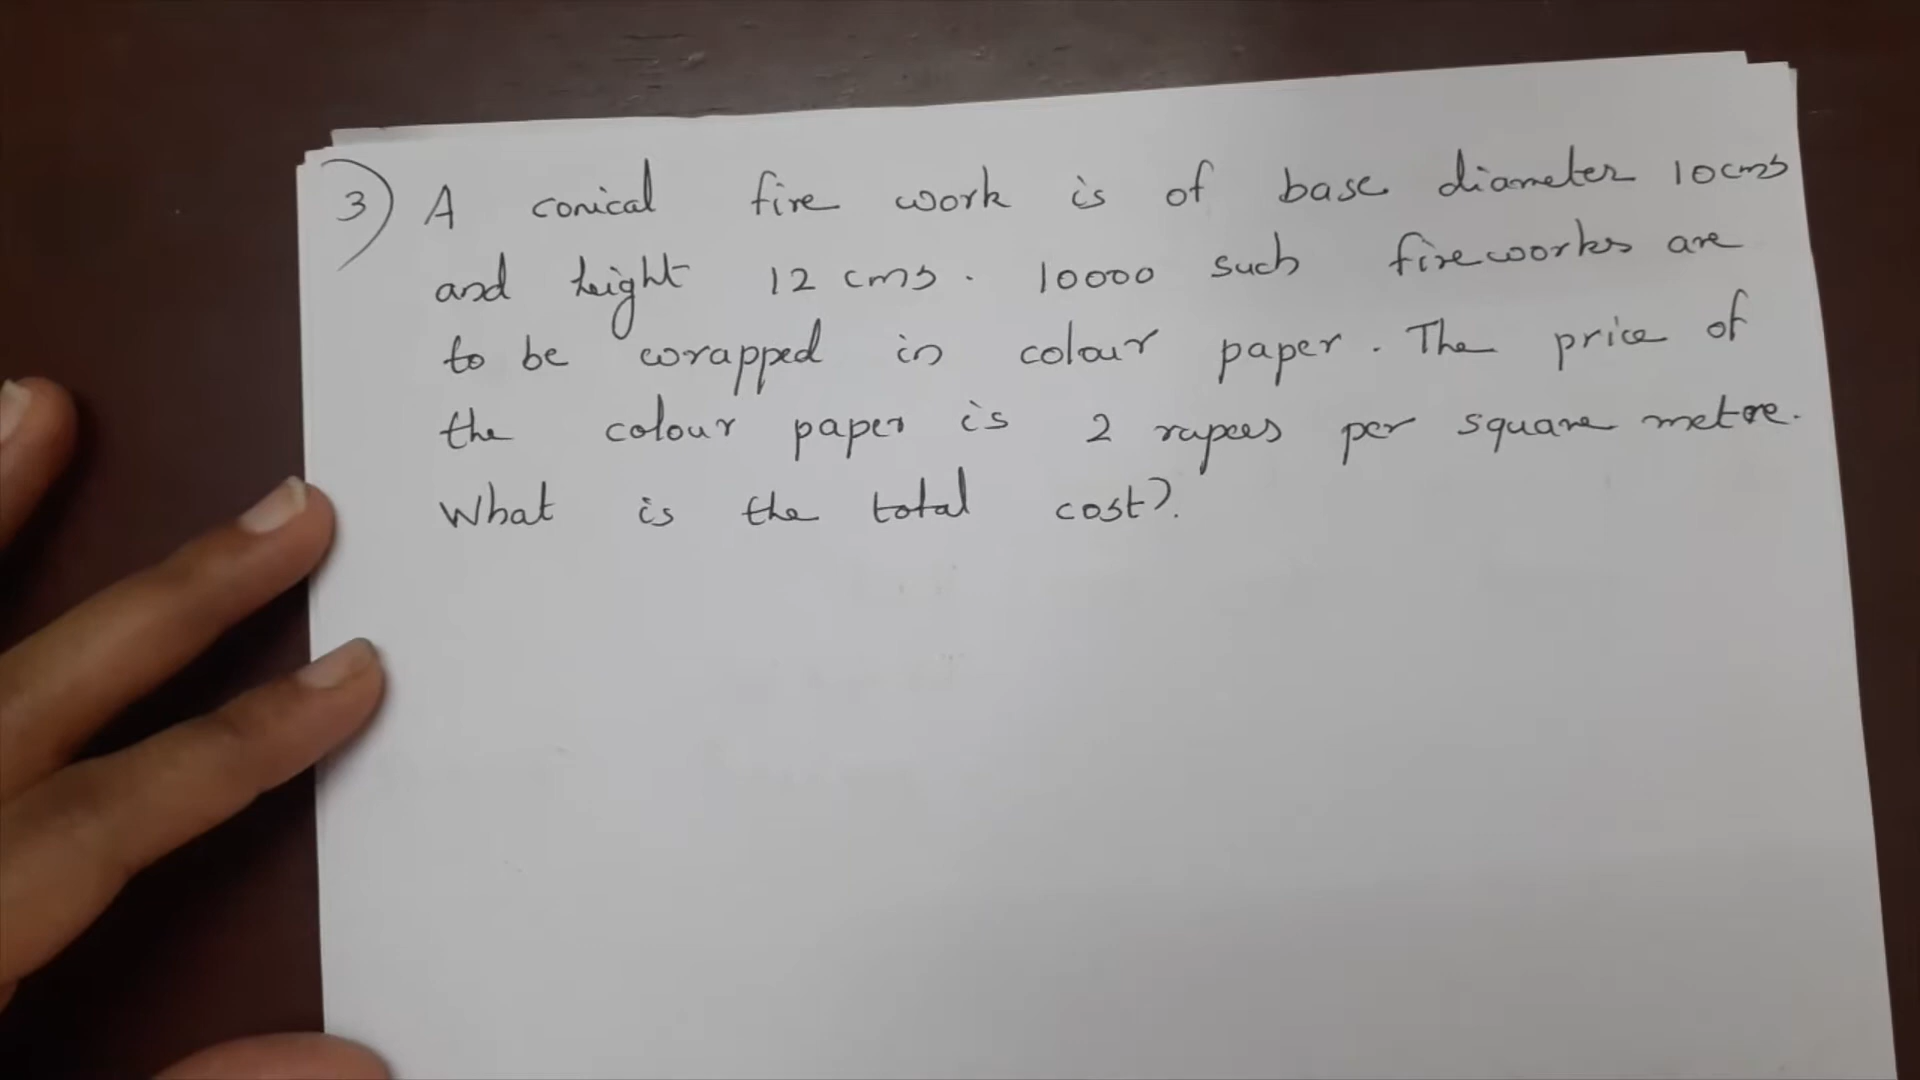 3) A conical fire work is of base diameter 10cms
and height 12 cms. 10000 such fireworks are
to be wrapped in colour paper. The price of
the colour paper is 2 rupees per square metre.
What is the total cost?